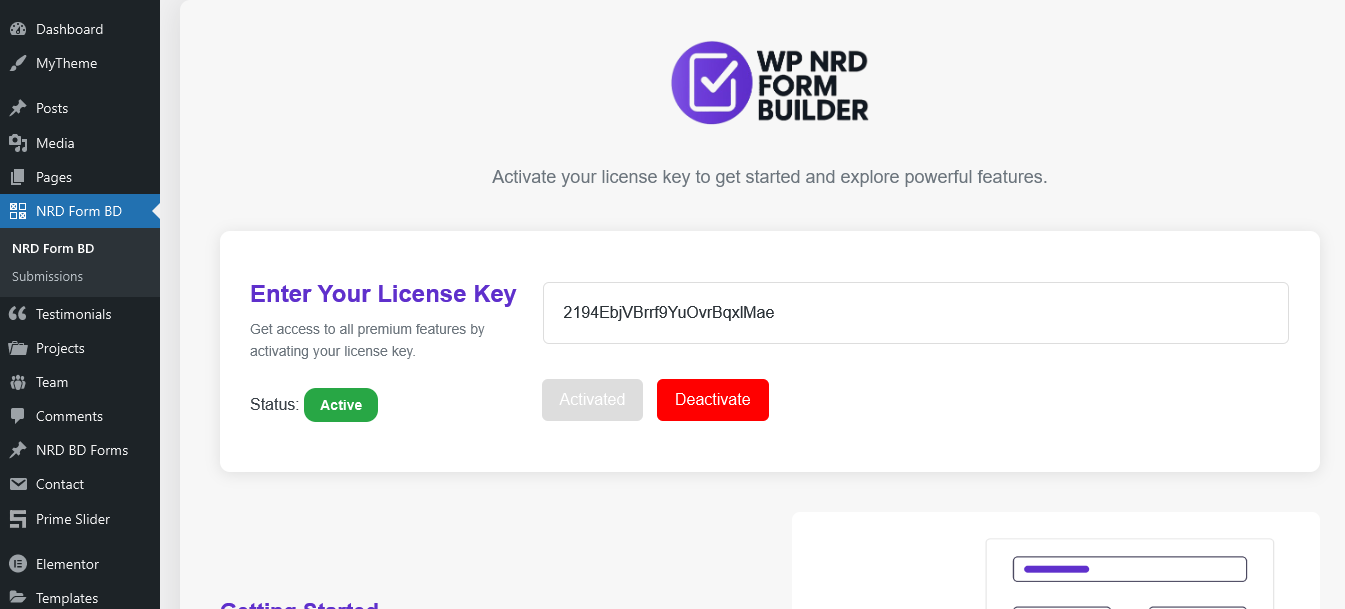 Dashboard
MyTheme
Posts
Media
Pages
NRD Form BD
NRD Form BD
Submissions
Testimonials
Projects
Team
Comments
NRD BD Forms
Contact
Prime Slider
Elementor
Templates
WP NRD
FORM
BUILDER
Activate your license key to get started and explore powerful features.
Enter Your License Key
Get access to all premium features by
activating your license key.
Status: Active
2194EbjVBrrf9YuOvrBqxlMae
Activated
Deactivate
Getting Started